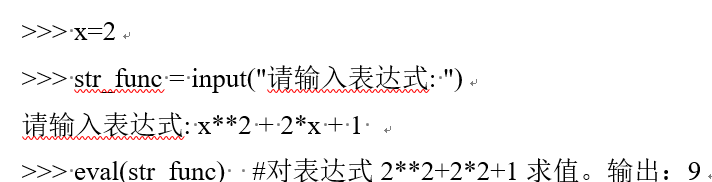 >>> x=2
>>> str_func = input("请输入表达式: ")
请输入表达式: x**2 + 2*x + 1
>>> eval(str_func)  #对表达式 2**2+2*2+1 求值。输出：9